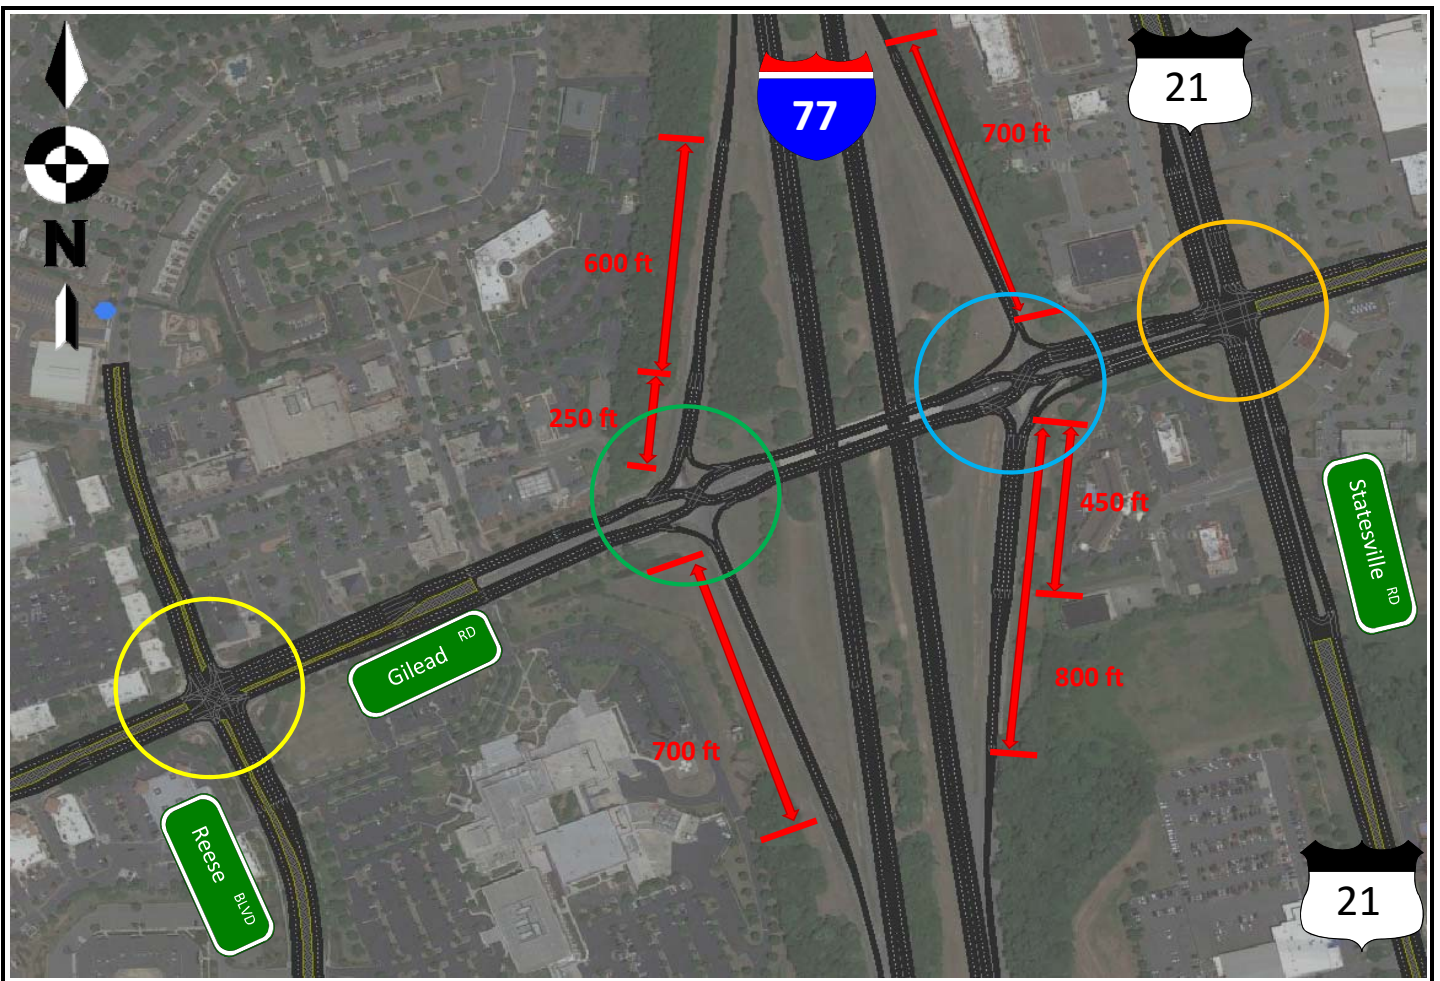 77
21
700 ft
N
600 ft
250 ft
450 ft
Statesville RD
Gilead RD
800 ft
700 ft
Reese BLVD
21